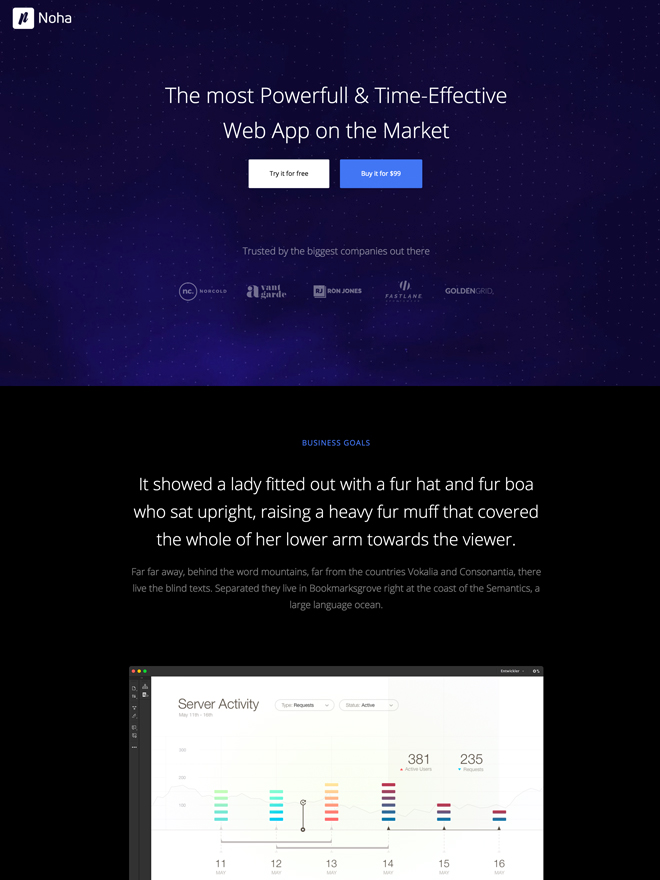 Noha
The most Powerfull & Time-Effective
Web App on the Market
Try it for free
Buy it for $99
Trusted by the biggest companies out there
nc. NORCOLD
avant
garde
RJ RON JONES
FASTLANE
GOLDENGRID
BUSINESS GOALS
It showed a lady fitted out with a fur hat and fur boa
who sat upright, raising a heavy fur muff that covered
the whole of her lower arm towards the viewer.
Far far away, behind the word mountains, far from the countries Vokalia and Consonantia, there
live the blind texts. Separated they live in Bookmarksgrove right at the coast of the Semantics, a
large language ocean.
Server Activity
Type: Requests
Status: Active
May 11th - 16th
381
Active Users
235
Requests
300
200
100
11 12 13 14 15 16
MAY MAY MAY MAY MAY MAY